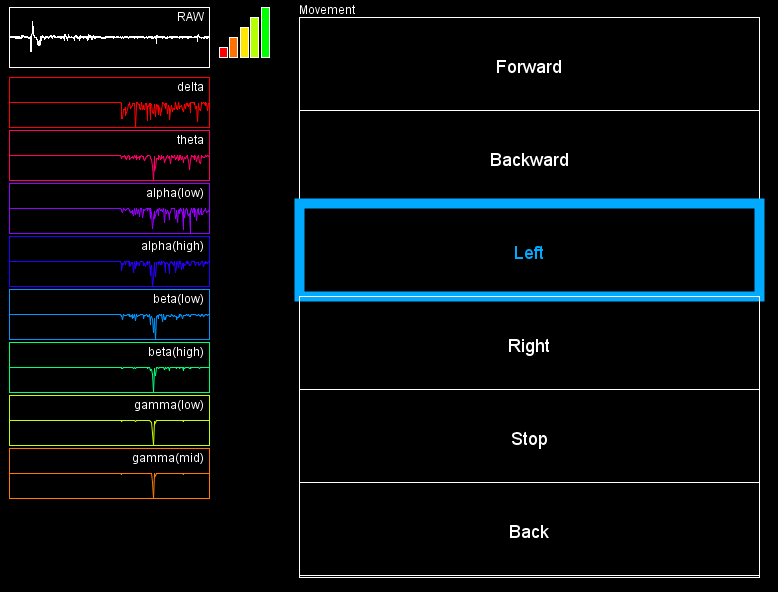 RAW
delta
theta
alpha(low)
alpha(high)
beta(low)
beta(high)
gamma(low)
gamma(mid)
Movement
Forward
Backward
Left
Right
Stop
Back